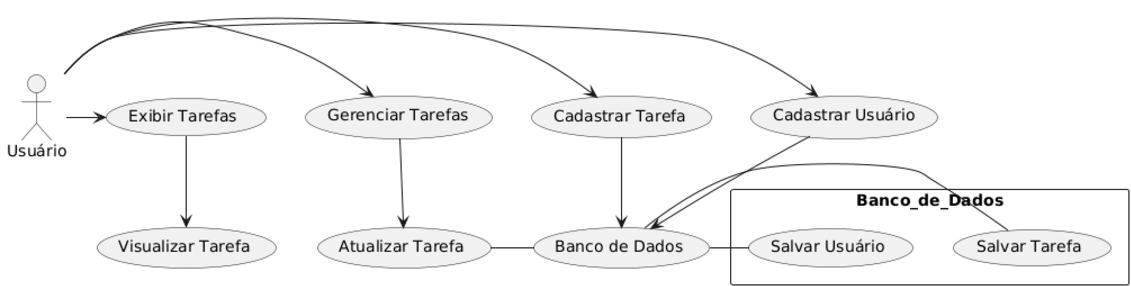 Usuário
Exibir Tarefas
Gerenciar Tarefas
Cadastrar Tarefa
Cadastrar Usuário
Visualizar Tarefa
Atualizar Tarefa
Banco de Dados
Banco_de_Dados
Salvar Usuário
Salvar Tarefa